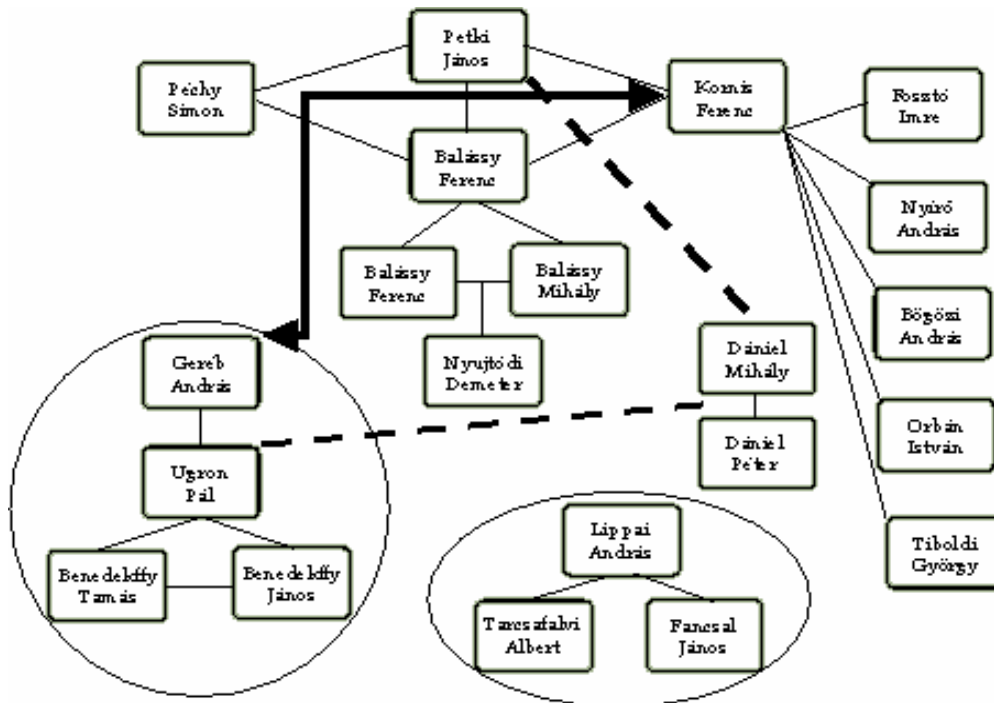 Petki
János
Péchy
Simon
Kornis
Ferenc
Fosztó
Imre
Balássy
Ferenc
Nyírő
András
Balássy
Ferenc
Balássy
Mihály
Bögözi
András
Geréb
András
Nyujtódi
Demeter
Dániel
Mihály
Orbán
István
Ugron
Pál
Dániel
Péter
Lippai
András
Tiboldi
György
Benedekffy
Tamás
Benedekffy
János
Tarcsafalvi
Albert
Fancsal
János